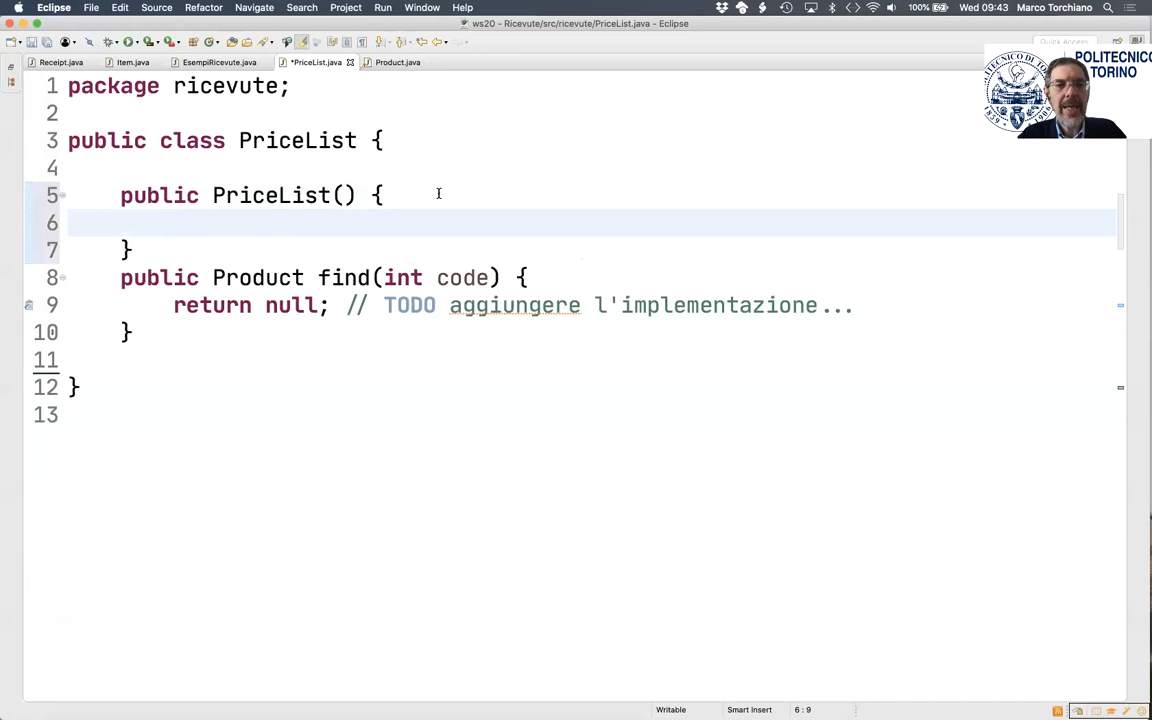 Eclipse File Edit Source Refactor Navigate Search Project Run Window Help 100% Wed 09:43 Marco Torchiano
ws20 - Ricevute/src/ricevute/PriceList.java - Eclipse
Quick Access
Receipt.java Item.java EsempiRicevute.java *PriceList.java Product.java
POLITECNICO
TORINO
1 package ricevute;
2
3 public class PriceList {
4
5 public PriceList() {
6
7 }
8 public Product find(int code) {
9 return null; // TODO aggiungere l'implementazione...
10 }
11
12 }
13
Writable Smart Insert 6 : 9